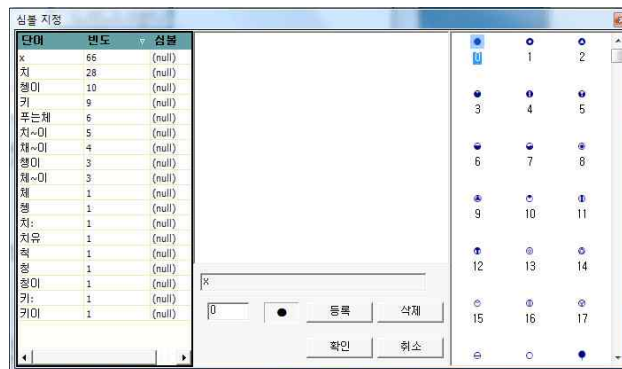 심볼 지정
단어 빈도 심볼
x 66 (null)
치 28 (null)
쳉이 10 (null)
키 9 (null)
푸는체 6 (null)
치~이 5 (null)
채~이 4 (null)
챙이 3 (null)
체~이 3 (null)
체 1 (null)
쳉 1 (null)
치: 1 (null)
치유 1 (null)
칙 1 (null)
칭 1 (null)
칭이 1 (null)
키: 1 (null)
키이 1 (null)
x
0 등록 삭제
확인 취소
0 1 2
3 4 5
6 7 8
9 10 11
12 13 14
15 16 17